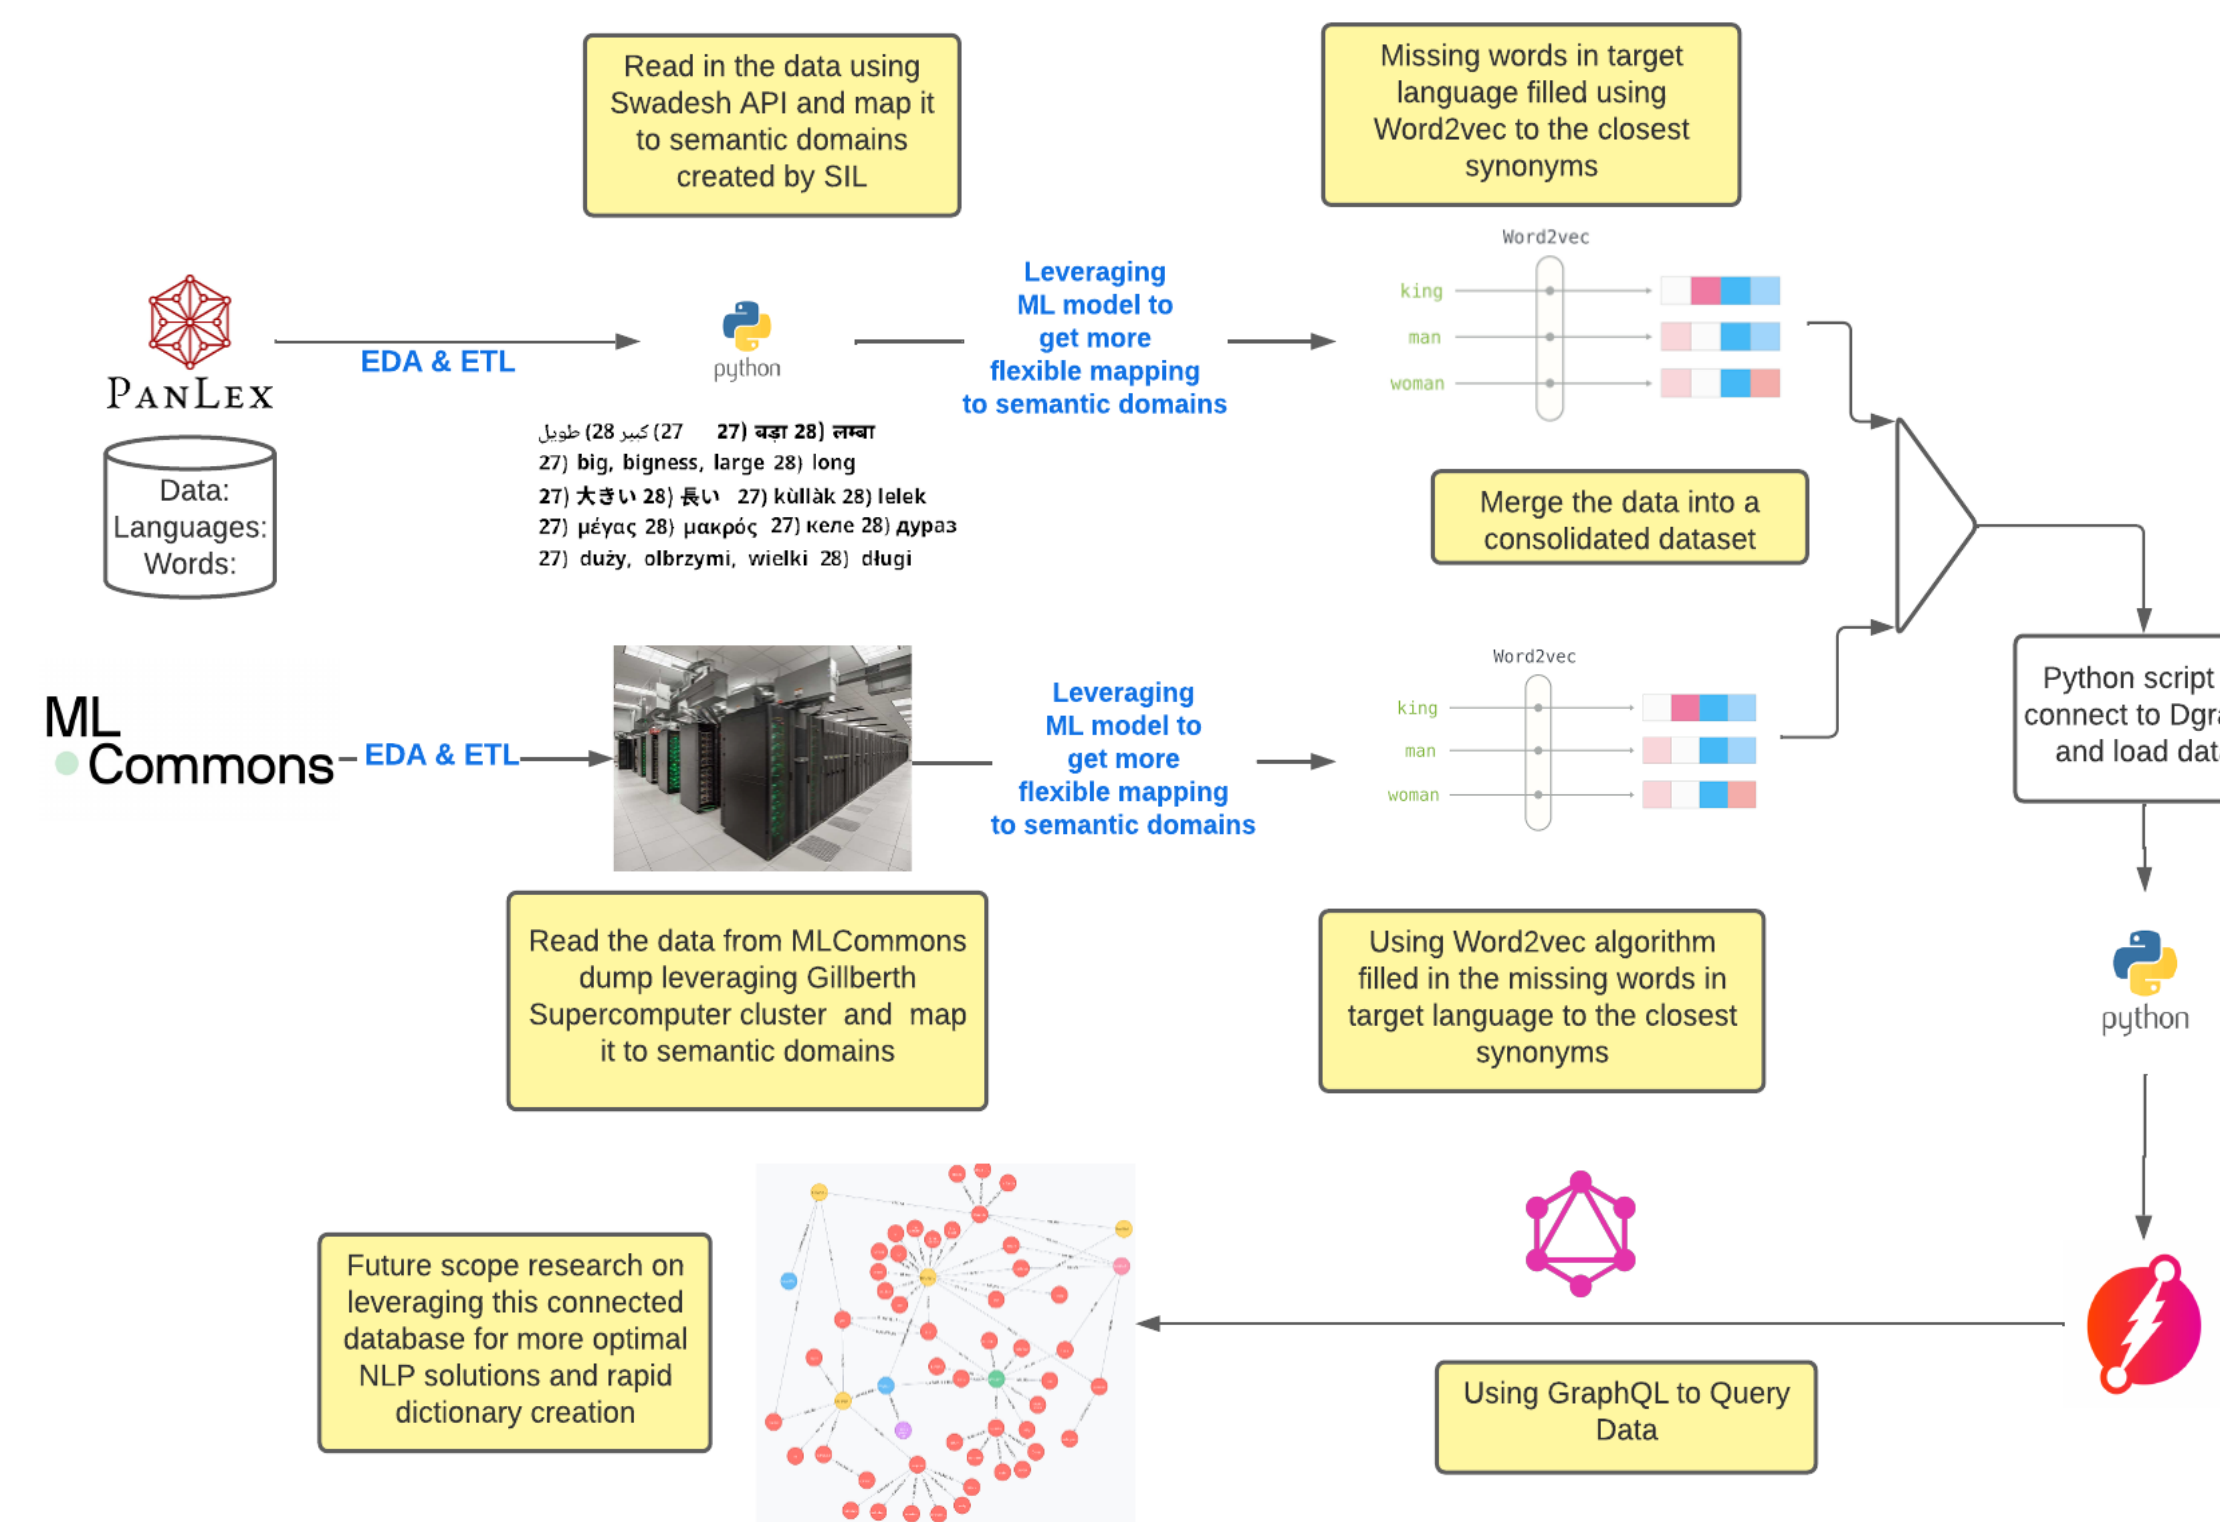 Read in the data using
Swadesh API and map it
to semantic domains
created by SIL
Missing words in target
language filled using
Word2vec to the closest
synonyms
PANLEX
EDA & ETL
python
Leveraging
ML model to
get more
flexible mapping
to semantic domains
Word2vec
king
man
woman
Data:
Languages:
Words:
27) كبير 28) طويل 27) बड़ा 28) लम्बा
27) big, bigness, large 28) long
27) 大きい 28) 長い 27) kùllàk 28) lelek
27) μέγας 28) μακρός 27) келе 28) дураз
27) duży, olbrzymi, wielki 28) długi
Merge the data into a
consolidated dataset
ML
Commons
EDA & ETL
Leveraging
ML model to
get more
flexible mapping
to semantic domains
Word2vec
king
man
woman
Python script
connect to
and load
Read the data from MLCommons
dump leveraging Gillberth
Supercomputer cluster and map
it to semantic domains
Using Word2vec algorithm
filled in the missing words in
target language to the closest
synonyms
python
Future scope research on
leveraging this connected
database for more optimal
NLP solutions and rapid
dictionary creation
Using GraphQL to Query
Data